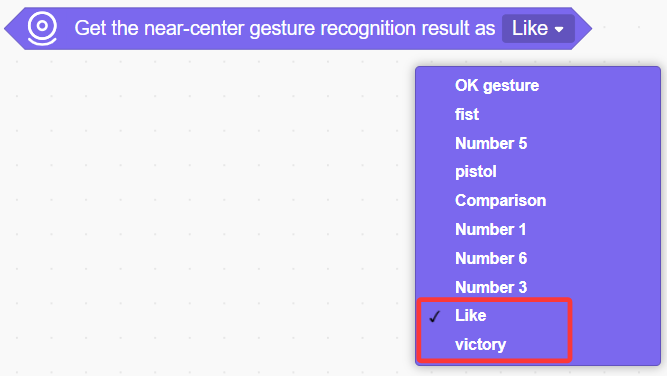 Get the near-center gesture recognition result as Like
OK gesture
fist
Number 5
pistol
Comparison
Number 1
Number 6
Number 3
Like
victory